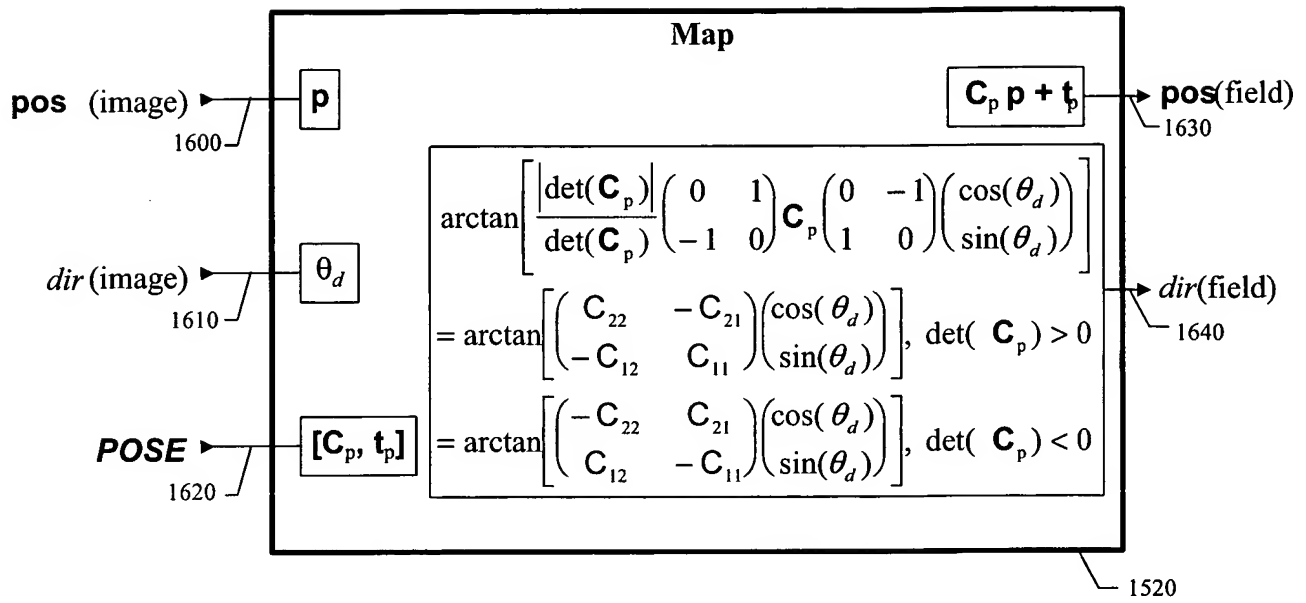 Map
pos (image)
1600
p
C_p p + t_p
pos(field)
1630
arctan[ |det(C_p)| / det(C_p) ( 0 1 ; −1 0 ) C_p ( 0 −1 ; 1 0 ) ( cos(θ_d) ; sin(θ_d) ) ]
dir (image)
1610
θ_d
= arctan[ ( C_22 −C_21 ; −C_12 C_11 ) ( cos(θ_d) ; sin(θ_d) ) ], det( C_p) > 0
dir(field)
1640
POSE
1620
[C_p, t_p]
= arctan[ ( −C_22 C_21 ; C_12 −C_11 ) ( cos(θ_d) ; sin(θ_d) ) ], det( C_p) < 0
1520